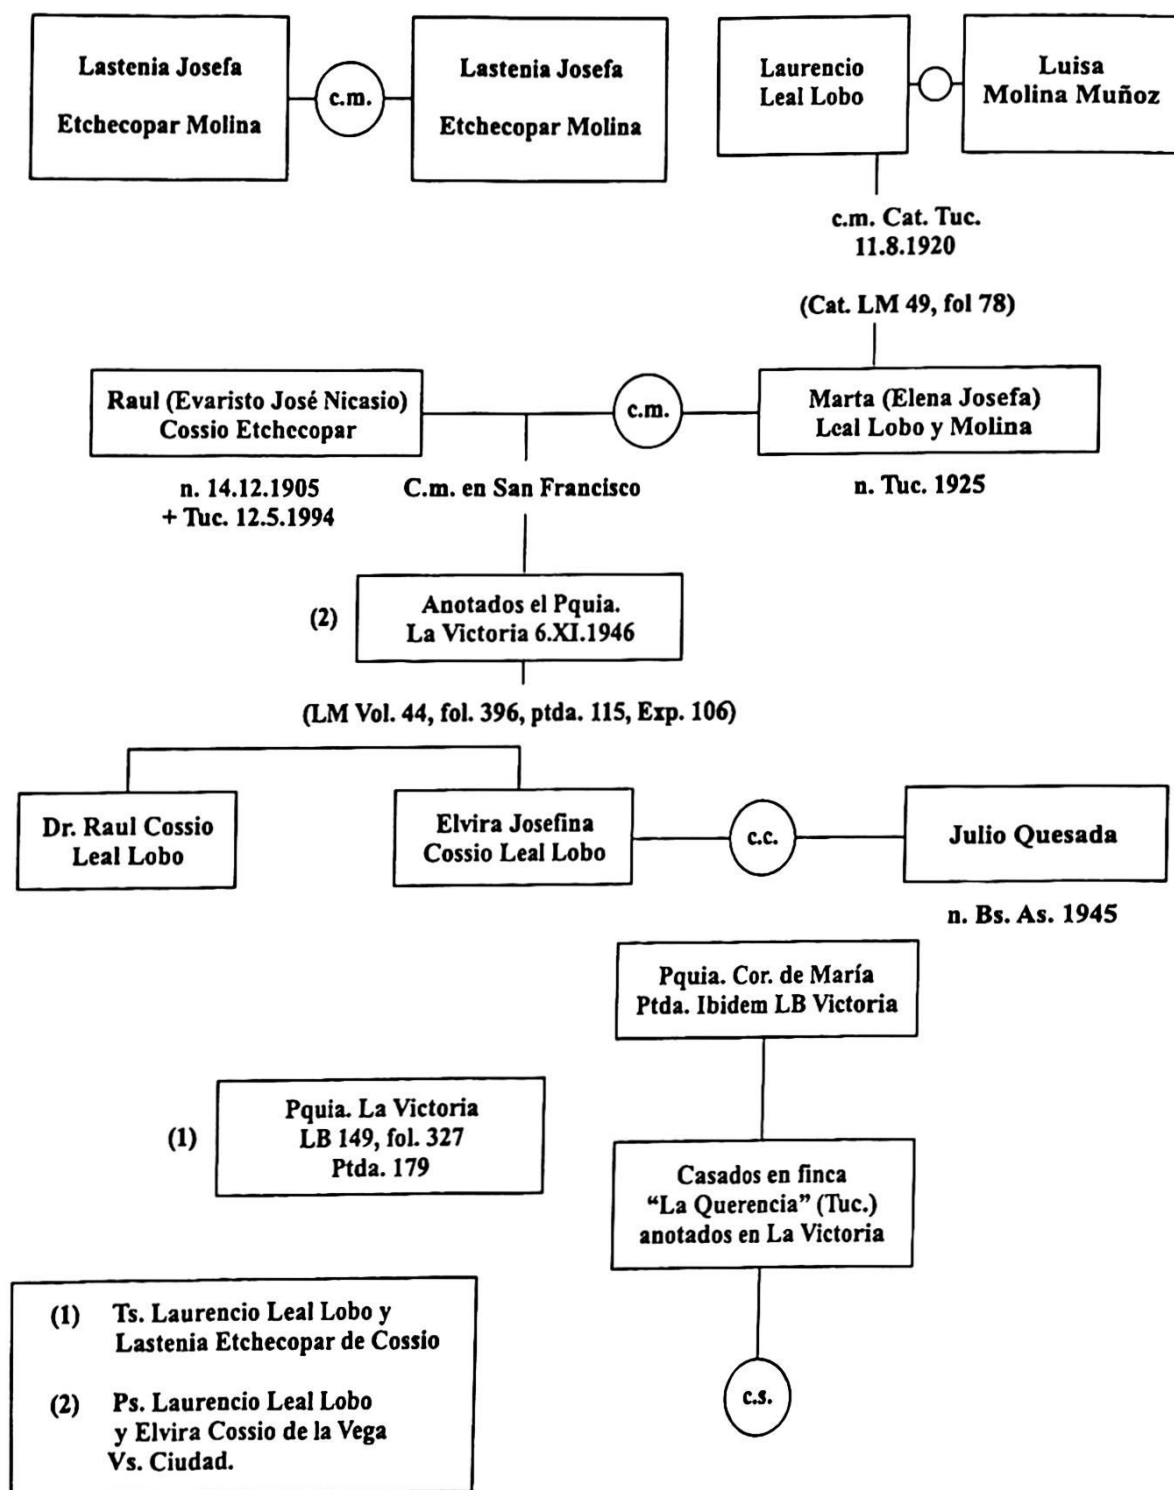 Lastenia Josefa
Etchecopar Molina
c.m.
Lastenia Josefa
Etchecopar Molina
Laurencio
Leal Lobo
Luisa
Molina Muñoz
c.m. Cat. Tuc.
11.8.1920
(Cat. LM 49, fol 78)
Raul (Evaristo José Nicasio)
Cossio Etchecopar
c.m.
Marta (Elena Josefa)
Leal Lobo y Molina
n. 14.12.1905
+ Tuc. 12.5.1994
C.m. en San Francisco
n. Tuc. 1925
(2)
Anotados el Pquia.
La Victoria 6.XI.1946
(LM Vol. 44, fol. 396, ptda. 115, Exp. 106)
Dr. Raul Cossio
Leal Lobo
Elvira Josefina
Cossio Leal Lobo
c.c.
Julio Quesada
n. Bs. As. 1945
Pquia. Cor. de María
Ptda. Ibidem LB Victoria
(1)
Pquia. La Victoria
LB 149, fol. 327
Ptda. 179
Casados en finca
“La Querencia” (Tuc.)
anotados en La Victoria
(1) Ts. Laurencio Leal Lobo y
Lastenia Etchecopar de Cossio
(2) Ps. Laurencio Leal Lobo
y Elvira Cossio de la Vega
Vs. Ciudad.
c.s.